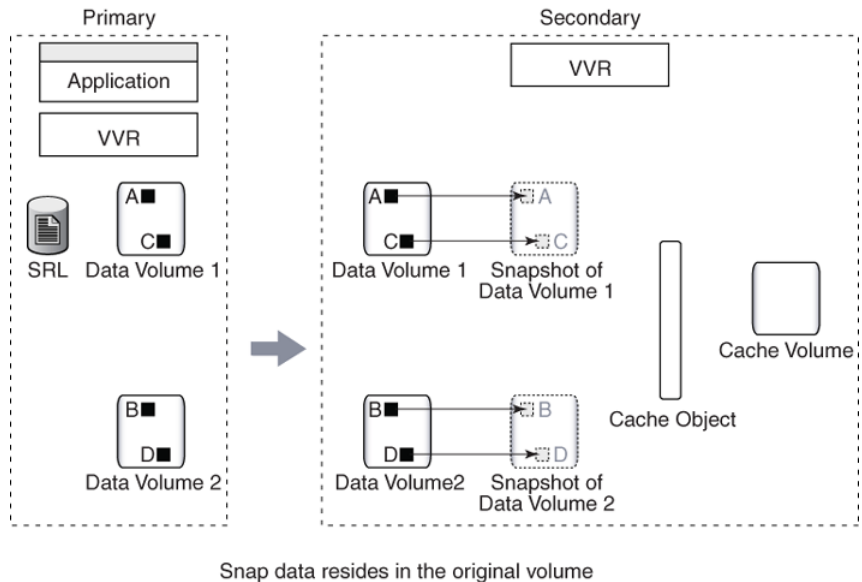 Primary
Secondary
Application
VVR
VVR
A
C
SRL
Data Volume 1
A
C
Data Volume 1
A
C
Snapshot of
Data Volume 1
Cache Volume
Cache Object
B
D
Data Volume 2
B
D
Data Volume2
B
D
Snapshot of
Data Volume 2
Snap data resides in the original volume